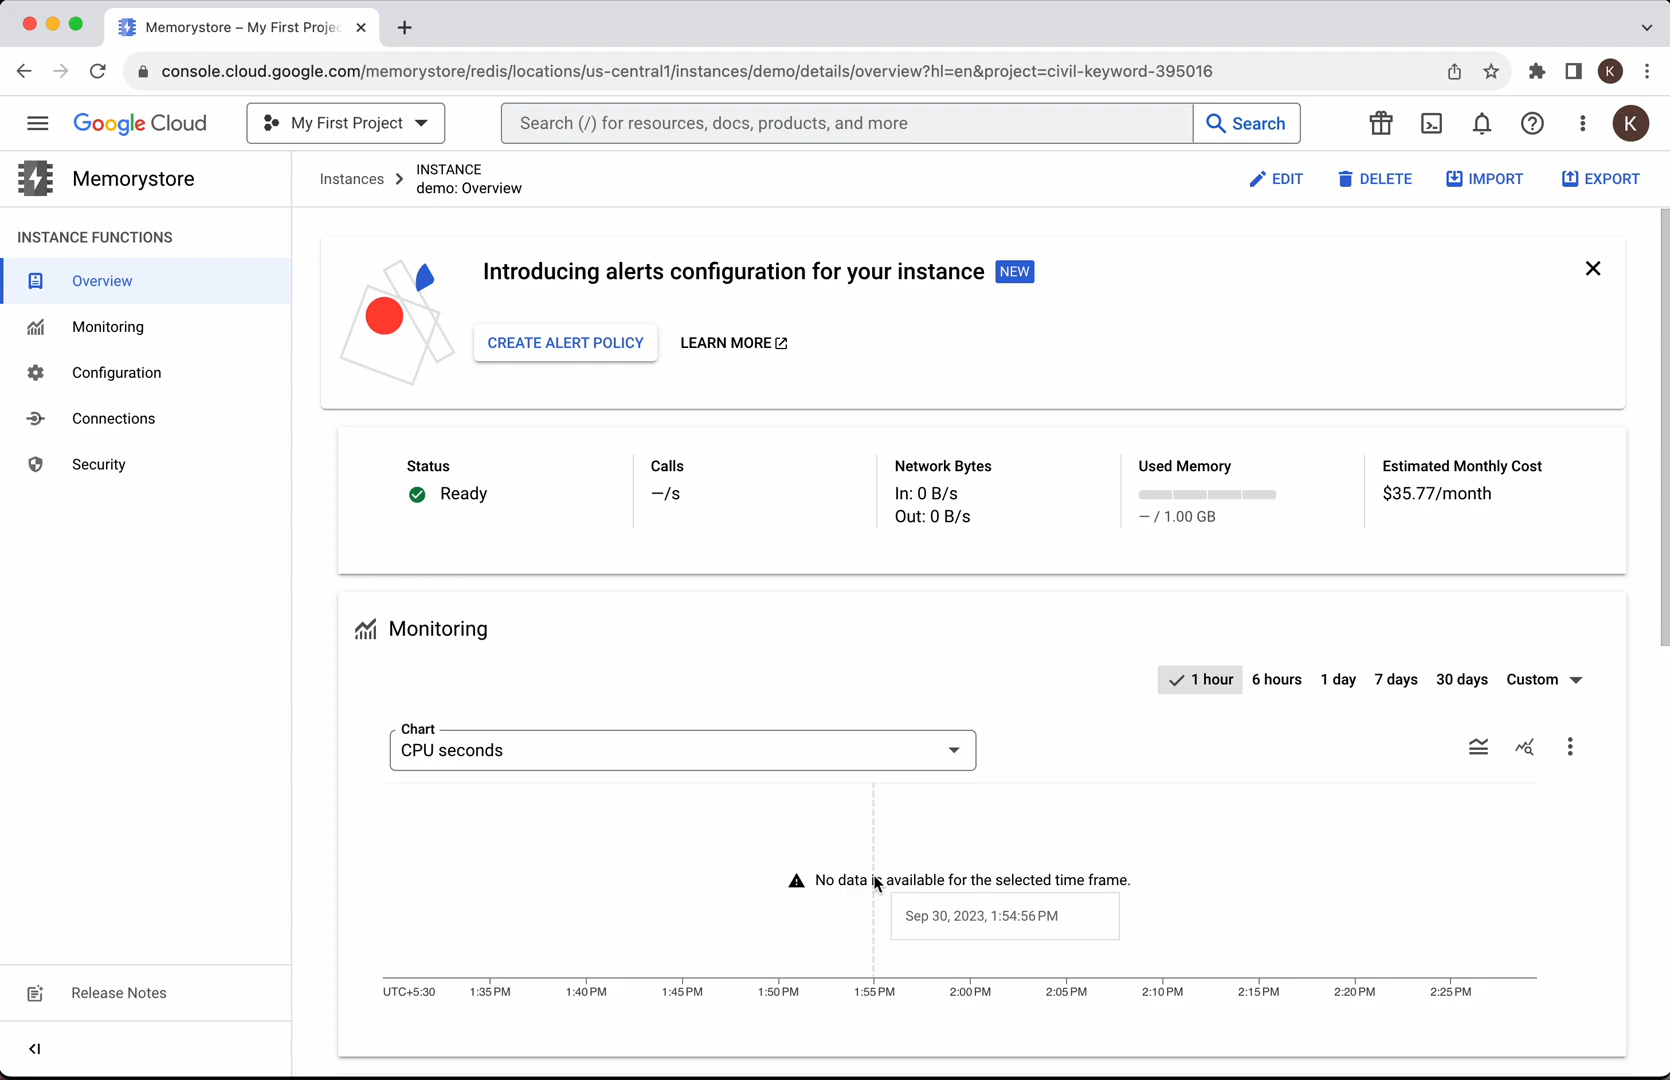 Memorystore – My First Projec
console.cloud.google.com/memorystore/redis/locations/us-central1/instances/demo/details/overview?hl=en&project=civil-keyword-395016
K
Google Cloud
My First Project
Search (/) for resources, docs, products, and more
Search
K
Memorystore
Instances
INSTANCE
demo: Overview
EDIT
DELETE
IMPORT
EXPORT
INSTANCE FUNCTIONS
Overview
Monitoring
Configuration
Connections
Security
Release Notes
Introducing alerts configuration for your instance NEW
CREATE ALERT POLICY
LEARN MORE
Status
Ready
Calls
—/s
Network Bytes
In: 0 B/s
Out: 0 B/s
Used Memory
— / 1.00 GB
Estimated Monthly Cost
$35.77/month
Monitoring
1 hour 6 hours 1 day 7 days 30 days Custom
Chart
CPU seconds
No data is available for the selected time frame.
Sep 30, 2023, 1:54:56 PM
UTC+5:30 1:35 PM 1:40 PM 1:45 PM 1:50 PM 1:55 PM 2:00 PM 2:05 PM 2:10 PM 2:15 PM 2:20 PM 2:25 PM